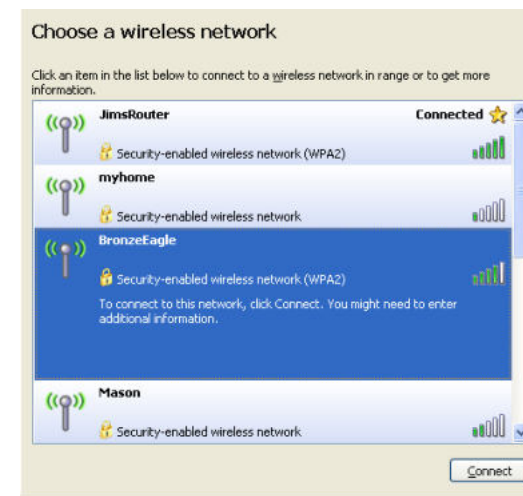 Choose a wireless network
Click an item in the list below to connect to a wireless network in range or to get more
information.
JimsRouter Connected
Security-enabled wireless network (WPA2)
myhome
Security-enabled wireless network
BronzeEagle
Security-enabled wireless network (WPA2)
To connect to this network, click Connect. You might need to enter
additional information.
Mason
Security-enabled wireless network
Connect